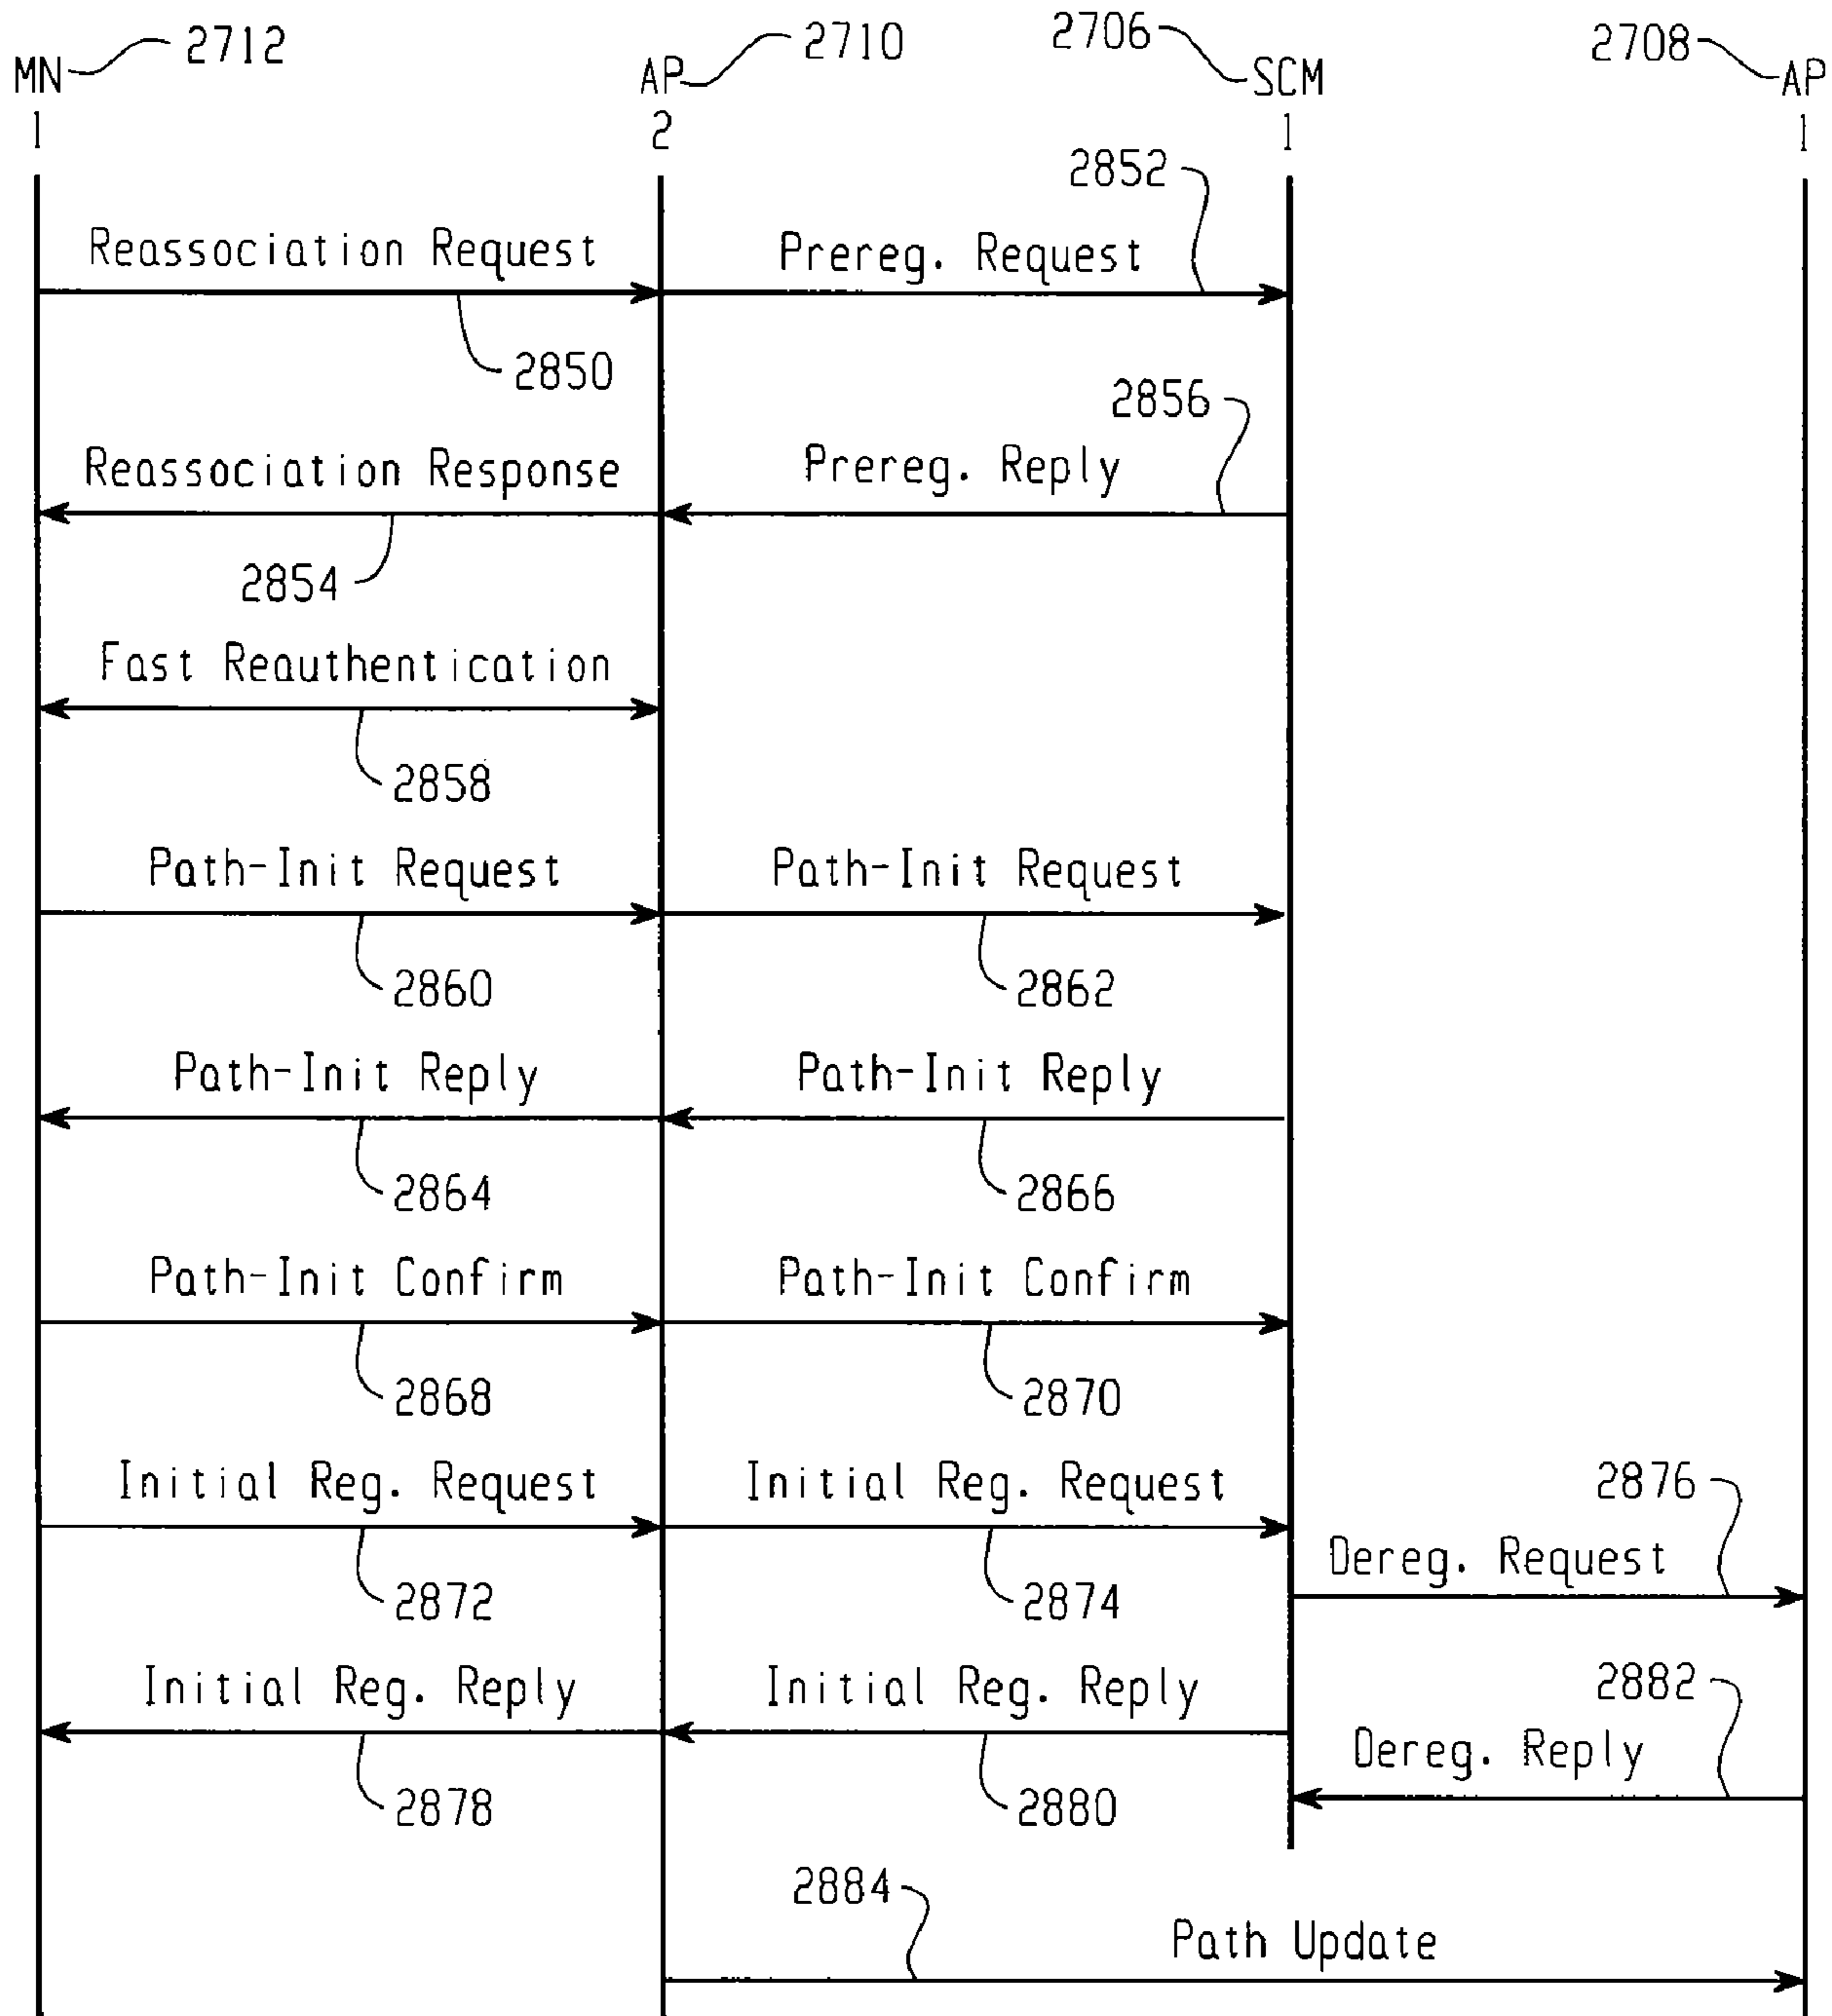 2712 2710 2706 2708
MN AP SCM AP
1 2 1 1
2852
Reassociation Request Prereg. Request
2850
2856
Reassociation Response Prereg. Reply
2854
Fast Reauthentication
2858
Path-Init Request Path-Init Request
2860 2862
Path-Init Reply Path-Init Reply
2864 2866
Path-Init Confirm Path-Init Confirm
2868 2870
Initial Reg. Request Initial Reg. Request 2876
Dereg. Request
2872 2874
Initial Reg. Reply Initial Reg. Reply 2882
Dereg. Reply
2878 2880
2884
Path Update